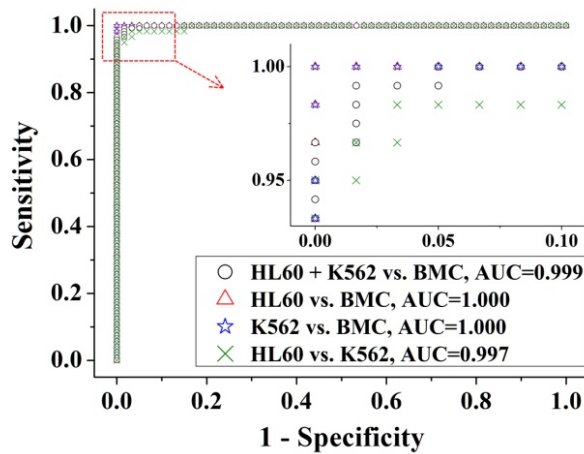 1.0
0.8
0.6
0.4
0.2
0.0
Sensitivity
1.00
0.95
0.00 0.05 0.10
HL60 + K562 vs. BMC, AUC=0.999
HL60 vs. BMC, AUC=1.000
K562 vs. BMC, AUC=1.000
HL60 vs. K562, AUC=0.997
0.0 0.2 0.4 0.6 0.8 1.0
1 - Specificity